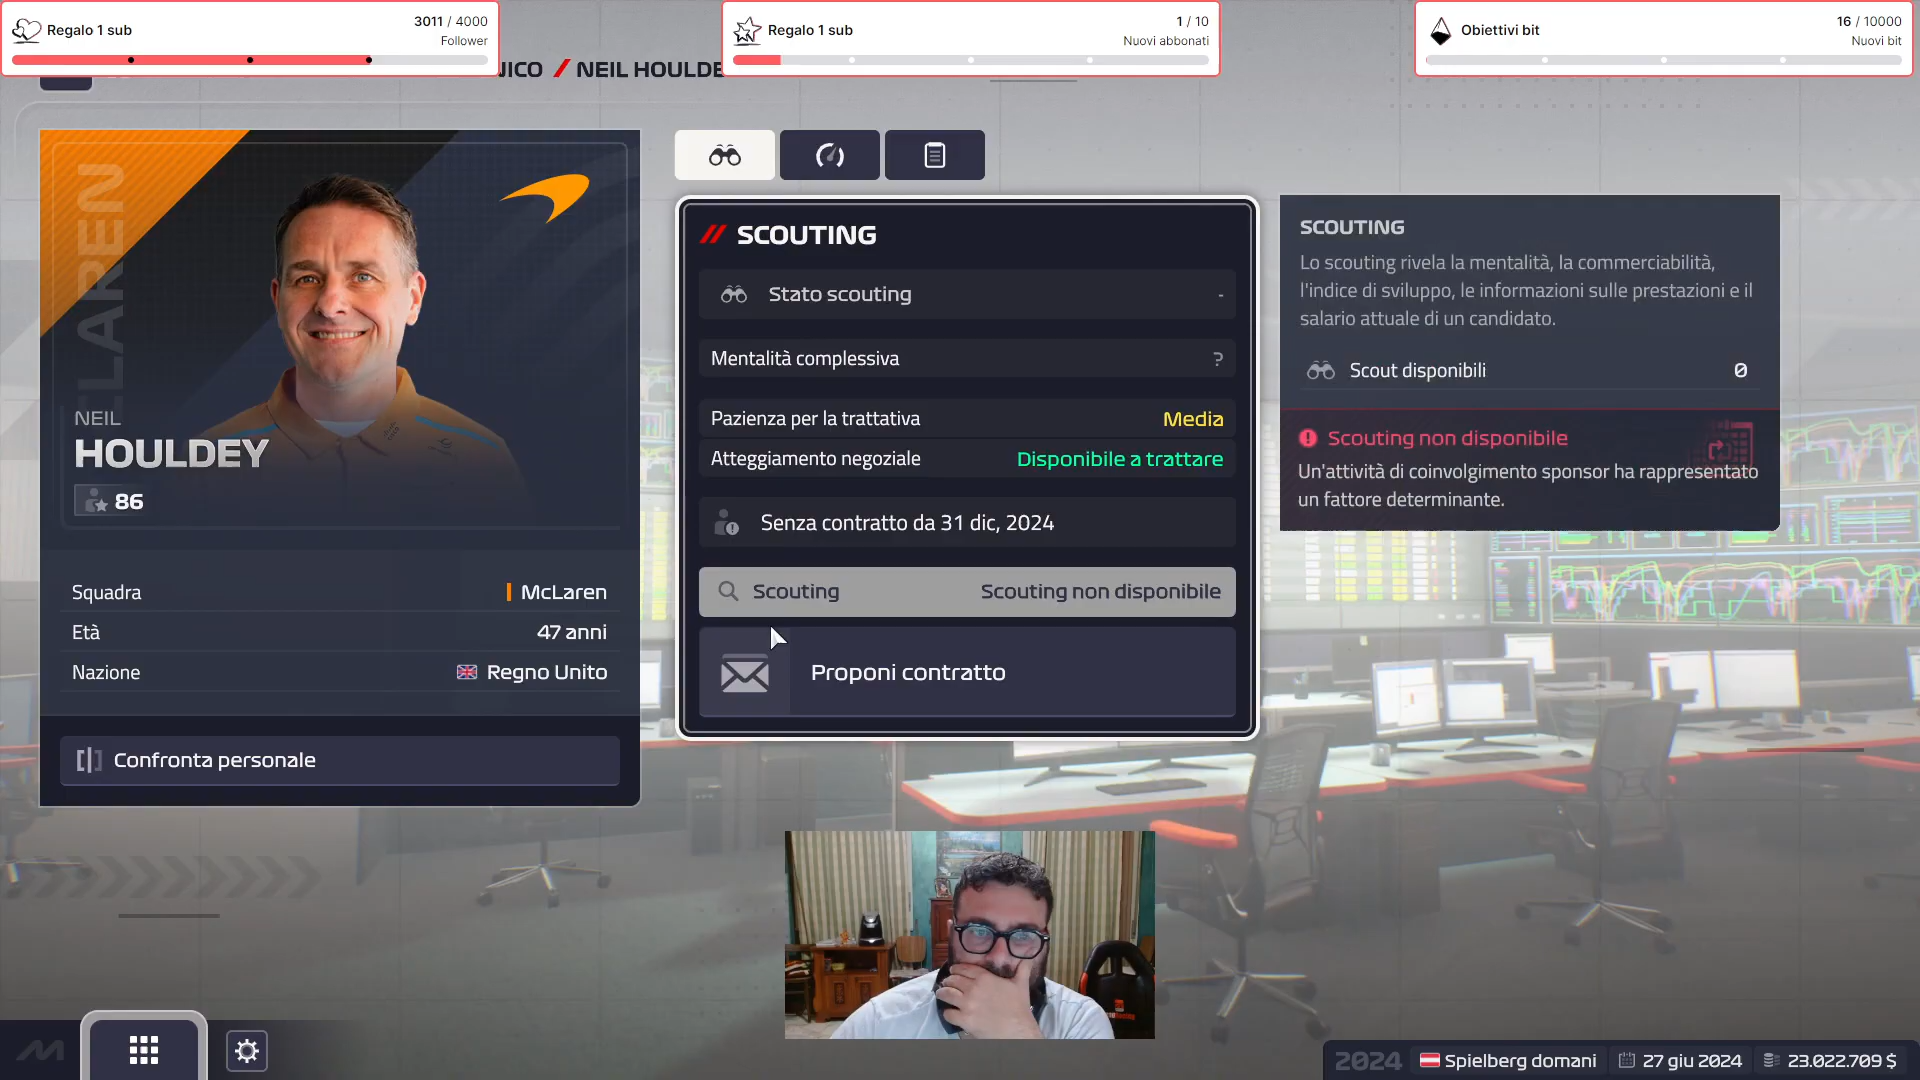 Regalo 1 sub
3011 / 4000
Follower
Regalo 1 sub
1 / 10
Nuovi abbonati
Obiettivi bit
16 / 10000
Nuovi bit
NICO // NEIL HOULDE
McLAREN
NEIL
HOULDEY
86
Squadra McLaren
Età 47 anni
Nazione Regno Unito
Confronta personale
SCOUTING
Stato scouting -
Mentalità complessiva ?
Pazienza per la trattativa Media
Atteggiamento negoziale Disponibile a trattare
Senza contratto da 31 dic, 2024
Scouting Scouting non disponibile
Proponi contratto
SCOUTING
Lo scouting rivela la mentalità, la commerciabilità,
l'indice di sviluppo, le informazioni sulle prestazioni e il
salario attuale di un candidato.
Scout disponibili 0
Scouting non disponibile
Un'attività di coinvolgimento sponsor ha rappresentato
un fattore determinante.
2024 Spielberg domani 27 giu 2024 23.022.709 $